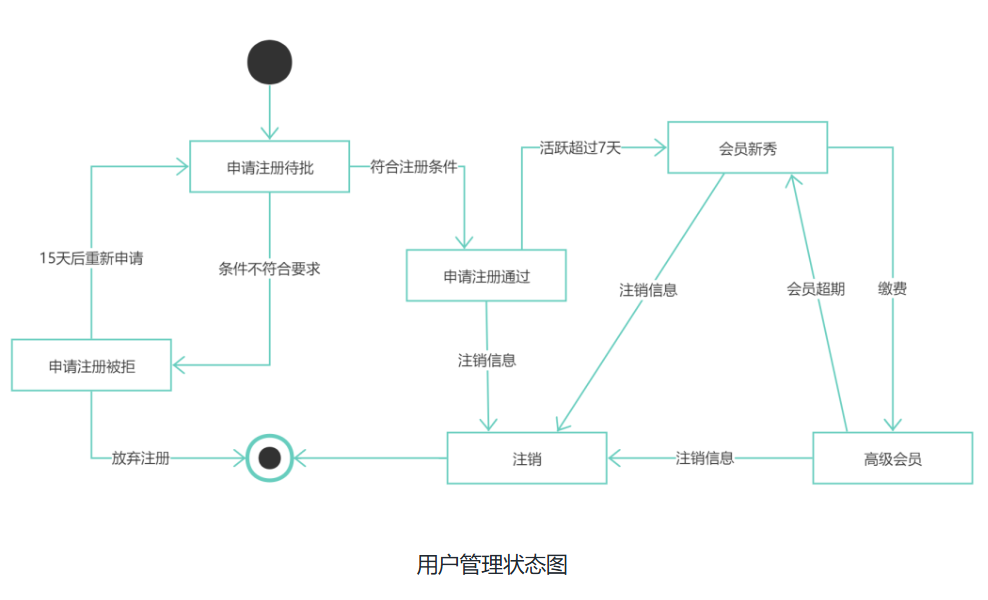 申请注册待批
符合注册条件
活跃超过7天
会员新秀
15天后重新申请
条件不符合要求
申请注册通过
注销信息
会员超期
缴费
申请注册被拒
注销信息
放弃注册
注销
注销信息
高级会员
用户管理状态图